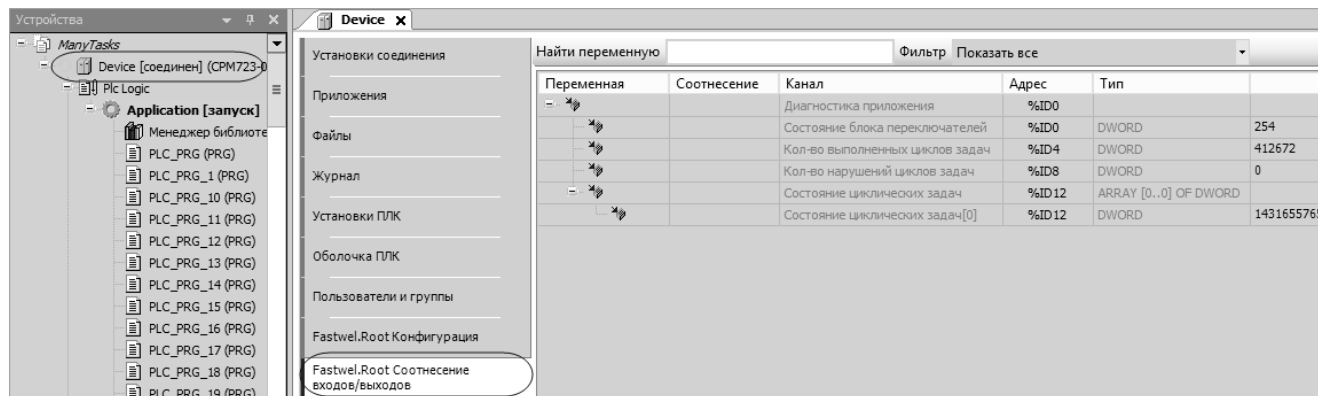 Устройства
ManyTasks
Device [соединен] (CPM723-0
Plc Logic
Application [запуск]
Менеджер библиоте
PLC_PRG (PRG)
PLC_PRG_1 (PRG)
PLC_PRG_10 (PRG)
PLC_PRG_11 (PRG)
PLC_PRG_12 (PRG)
PLC_PRG_13 (PRG)
PLC_PRG_14 (PRG)
PLC_PRG_15 (PRG)
PLC_PRG_16 (PRG)
PLC_PRG_17 (PRG)
PLC_PRG_18 (PRG)
PLC_PRG_19 (PRG)
Device
Установки соединения
Приложения
Файлы
Журнал
Установки ПЛК
Оболочка ПЛК
Пользователи и группы
Fastwel.Root Конфигурация
Fastwel.Root Соотнесение
входов/выходов
Найти переменную Фильтр Показать все
Переменная Соотнесение Канал Адрес Тип
Диагностика приложения %ID0
Состояние блока переключателей %ID0 DWORD 254
Кол-во выполненных циклов задач %ID4 DWORD 412672
Кол-во нарушений циклов задач %ID8 DWORD 0
Состояние циклических задач %ID12 ARRAY [0..0] OF DWORD
Состояние циклических задач[0] %ID12 DWORD 1431655765